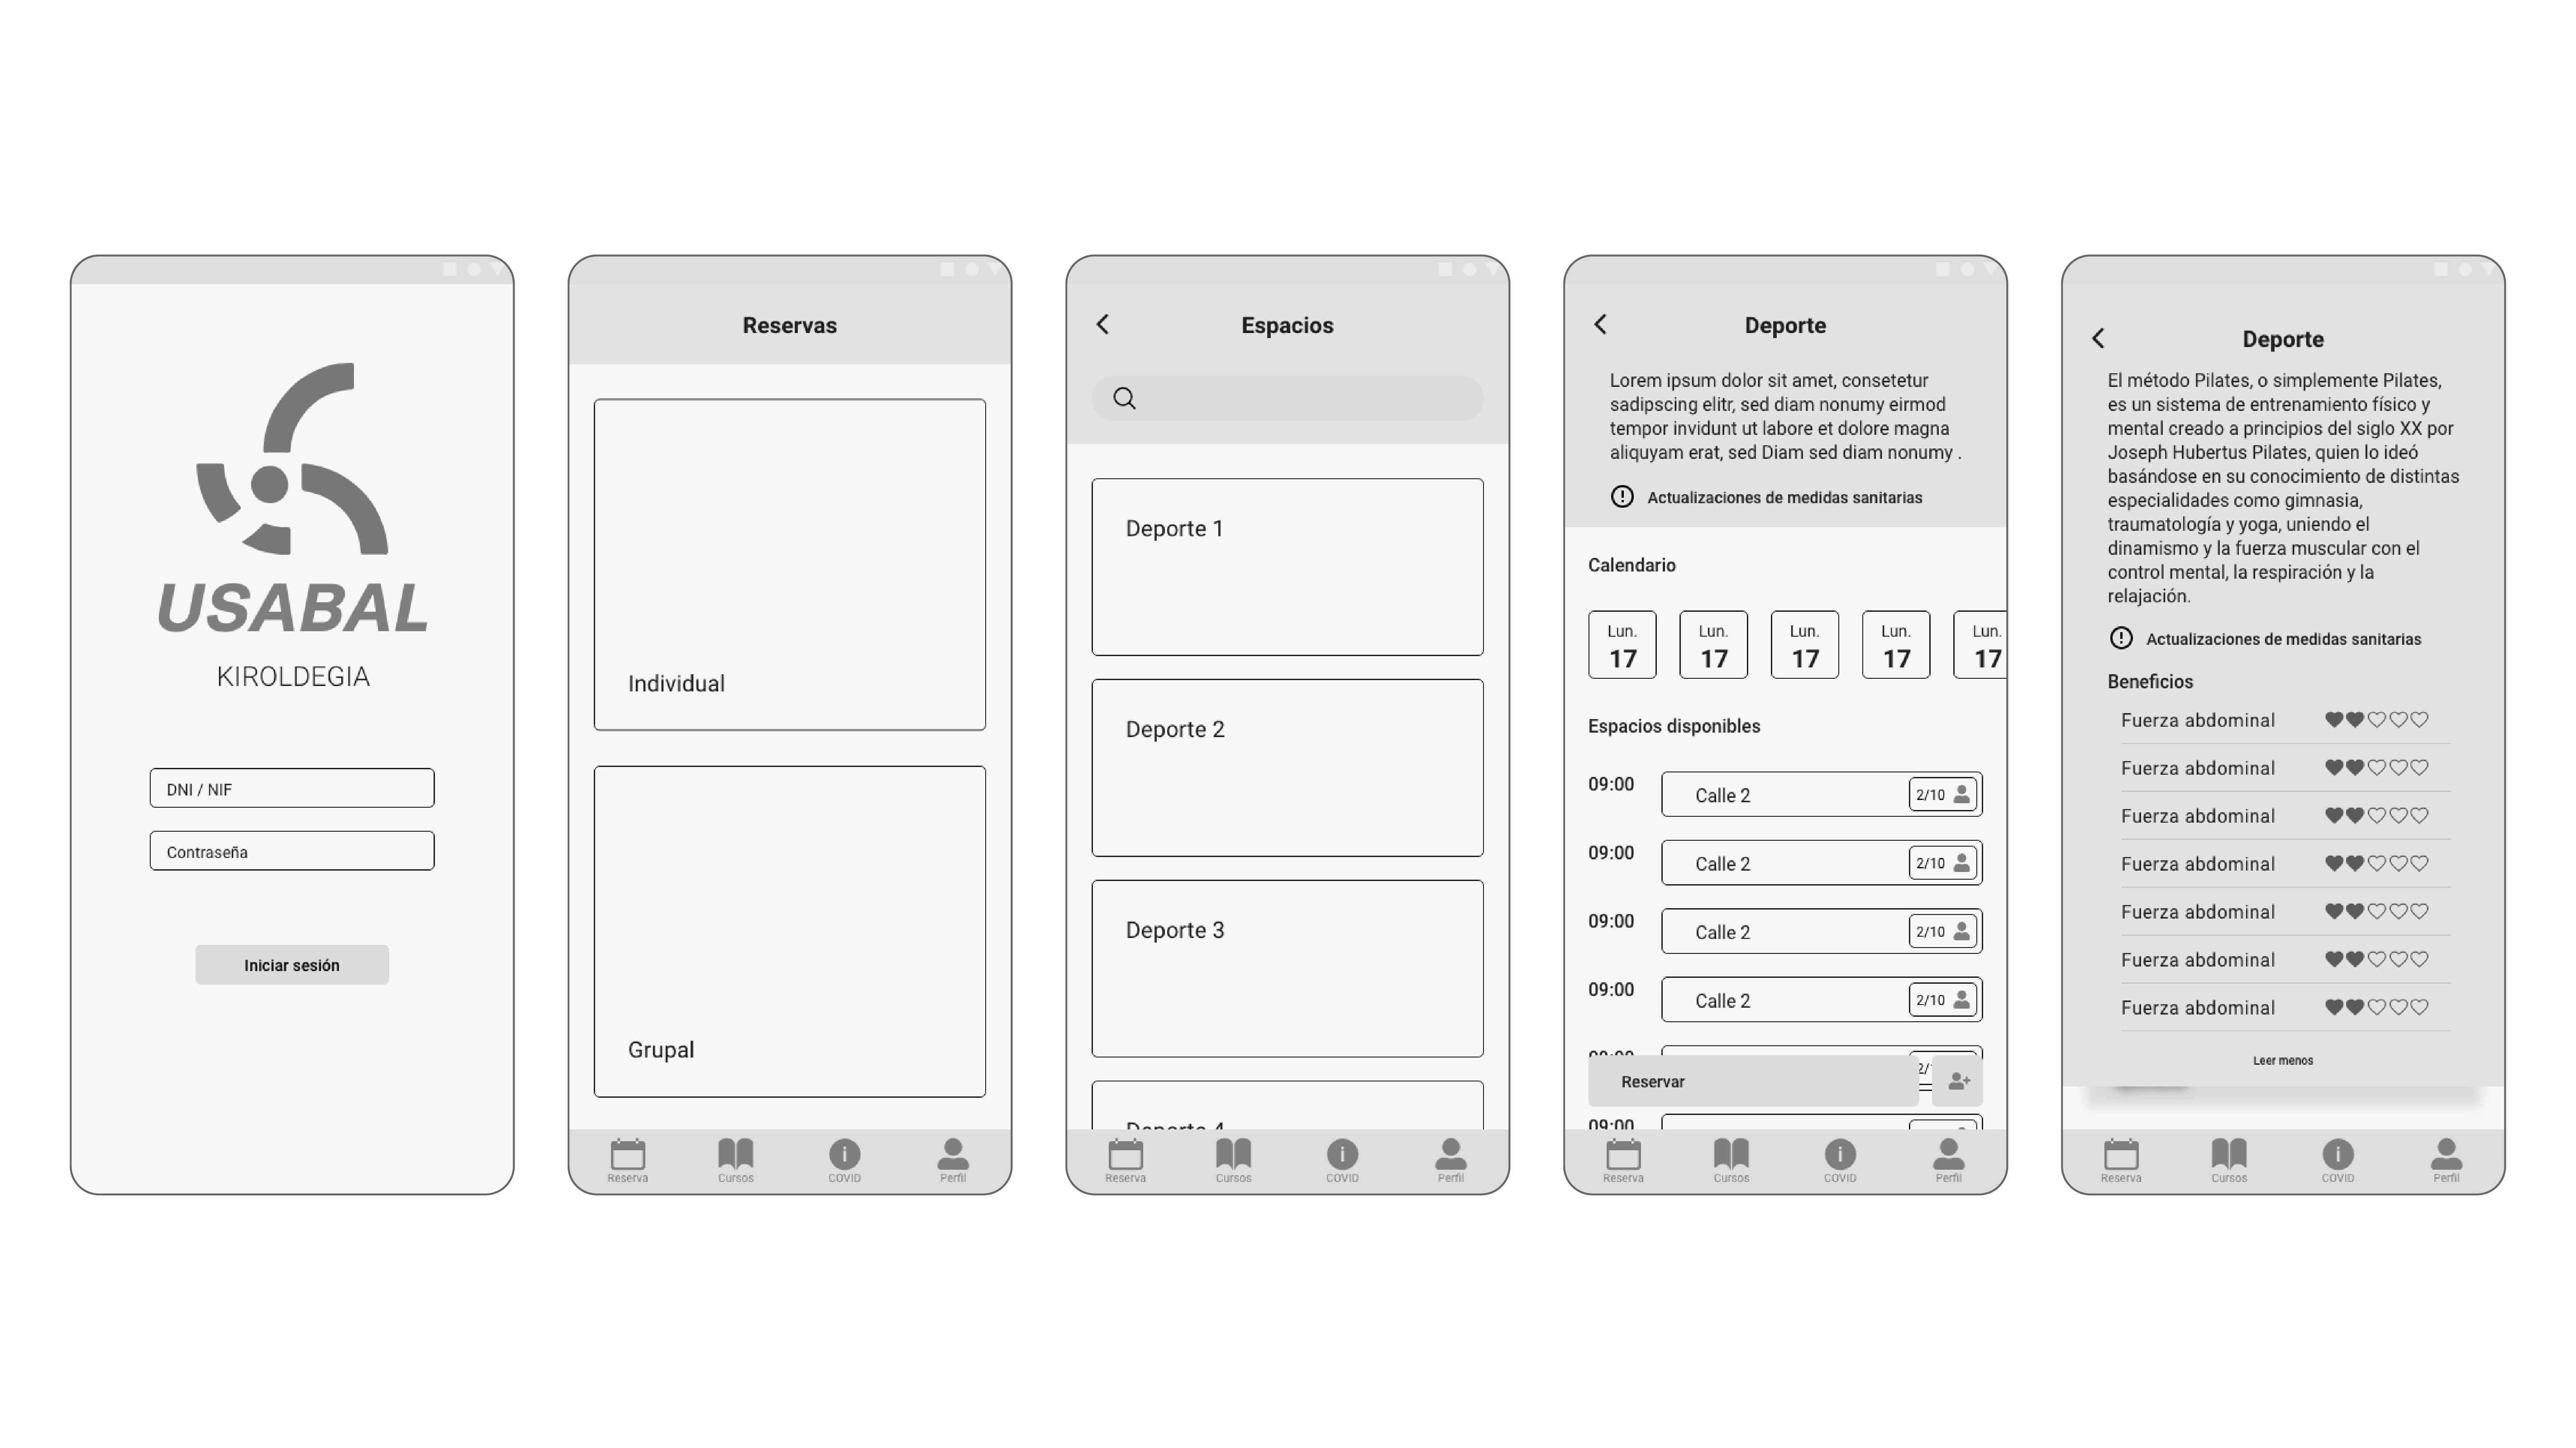 USABAL
KIROLDEGIA
DNI / NIF
Contraseña
Iniciar sesión
Reservas
Individual
Grupal
Reserva
Cursos
COVID
Perfil
Espacios
Deporte 1
Deporte 2
Deporte 3
Deporte 4
Reserva
Cursos
COVID
Perfil
Deporte
Lorem ipsum dolor sit amet, consetetur
sadipscing elitr, sed diam nonumy eirmod
tempor invidunt ut labore et dolore magna
aliquyam erat, sed Diam sed diam nonumy .
Actualizaciones de medidas sanitarias
Calendario
Lun. Lun. Lun. Lun. Lun.
17 17 17 17 17
Espacios disponibles
09:00 Calle 2 2/10
09:00 Calle 2 2/10
09:00 Calle 2 2/10
09:00 Calle 2 2/10
09:00 2/
Reservar
09:00
Reserva
Cursos
COVID
Perfil
Deporte
El método Pilates, o simplemente Pilates,
es un sistema de entrenamiento físico y
mental creado a principios del siglo XX por
Joseph Hubertus Pilates, quien lo ideó
basándose en su conocimiento de distintas
especialidades como gimnasia,
traumatología y yoga, uniendo el
dinamismo y la fuerza muscular con el
control mental, la respiración y la
relajación.
Actualizaciones de medidas sanitarias
Beneficios
Fuerza abdominal
Fuerza abdominal
Fuerza abdominal
Fuerza abdominal
Fuerza abdominal
Fuerza abdominal
Fuerza abdominal
Leer menos
Reserva
Cursos
COVID
Perfil